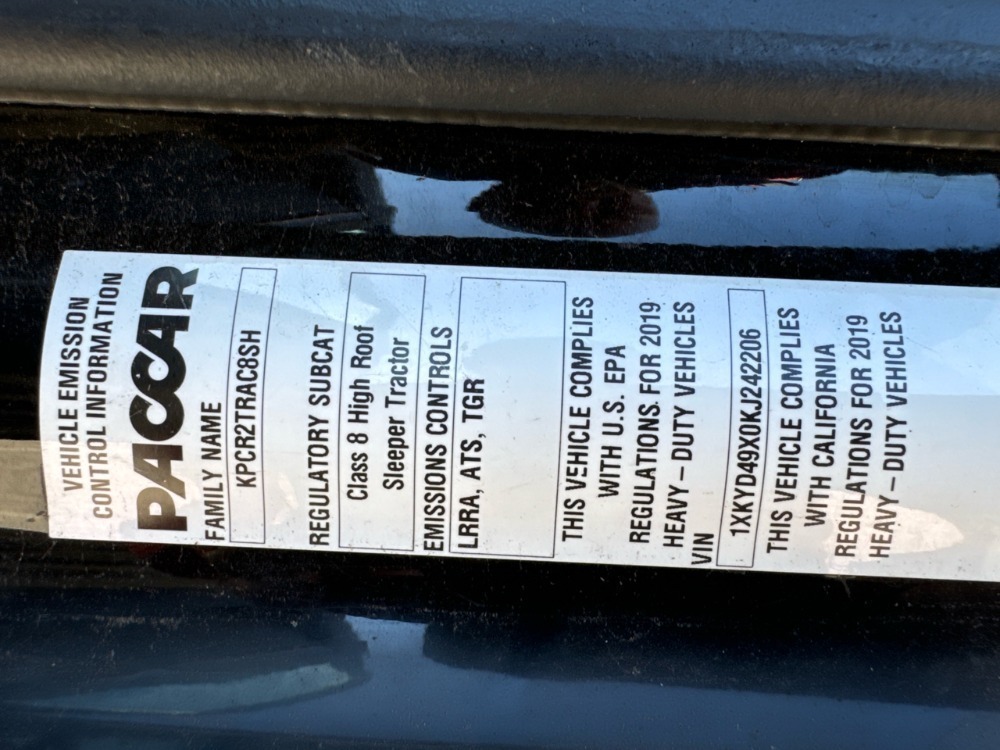 VEHICLE EMISSION
CONTROL INFORMATION
PACCAR
FAMILY NAME
KPCR2TRAC8SH
REGULATORY SUBCAT
Class 8 High Roof
Sleeper Tractor
EMISSIONS CONTROLS
LRRA, ATS, TGR
THIS VEHICLE COMPLIES
WITH U.S. EPA
REGULATIONS FOR 2019
HEAVY – DUTY VEHICLES
VIN
1XKYD49X0KJ242206
THIS VEHICLE COMPLIES
WITH CALIFORNIA
REGULATIONS FOR 2019
HEAVY – DUTY VEHICLES